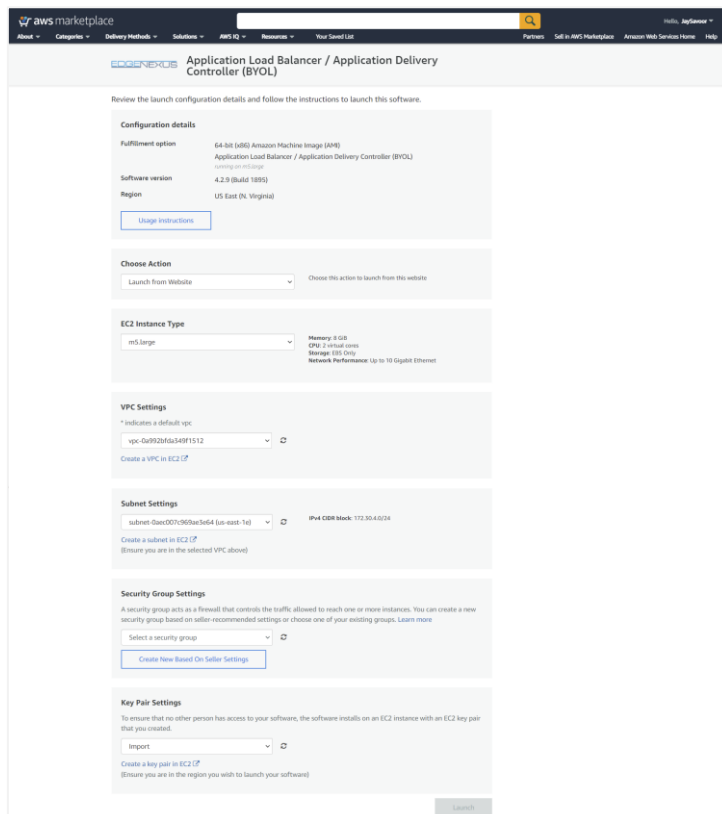 aws marketplace
Hello, JaySavoor
About
Categories
Delivery Methods
Solutions
AWS IQ
Resources
Your Saved List
Partners
Sell in AWS Marketplace
Amazon Web Services Home
Help
EDGENEXUS
Application Load Balancer / Application Delivery
Controller (BYOL)
Review the launch configuration details and follow the instructions to launch this software.
Configuration details
Fulfillment option
64-bit (x86) Amazon Machine Image (AMI)
Application Load Balancer / Application Delivery Controller (BYOL)
running on m5.large
Software version
4.2.9 (Build 1895)
Region
US East (N. Virginia)
Usage instructions
Choose Action
Launch from Website
Choose this action to launch from this website
EC2 Instance Type
m5.large
Memory: 8 GiB
CPU: 2 virtual cores
Storage: EBS Only
Network Performance: Up to 10 Gigabit Ethernet
VPC Settings
* indicates a default vpc
vpc-0a992bfda349f1512
Create a VPC in EC2
Subnet Settings
subnet-0aec007c969ae3e64 (us-east-1e)
IPv4 CIDR block: 172.30.4.0/24
Create a subnet in EC2
(Ensure you are in the selected VPC above)
Security Group Settings
A security group acts as a firewall that controls the traffic allowed to reach one or more instances. You can create a new
security group based on seller-recommended settings or choose one of your existing groups. Learn more
Select a security group
Create New Based On Seller Settings
Key Pair Settings
To ensure that no other person has access to your software, the software installs on an EC2 instance with an EC2 key pair
that you created.
Import
Create a key pair in EC2
(Ensure you are in the region you wish to launch your software)
Launch